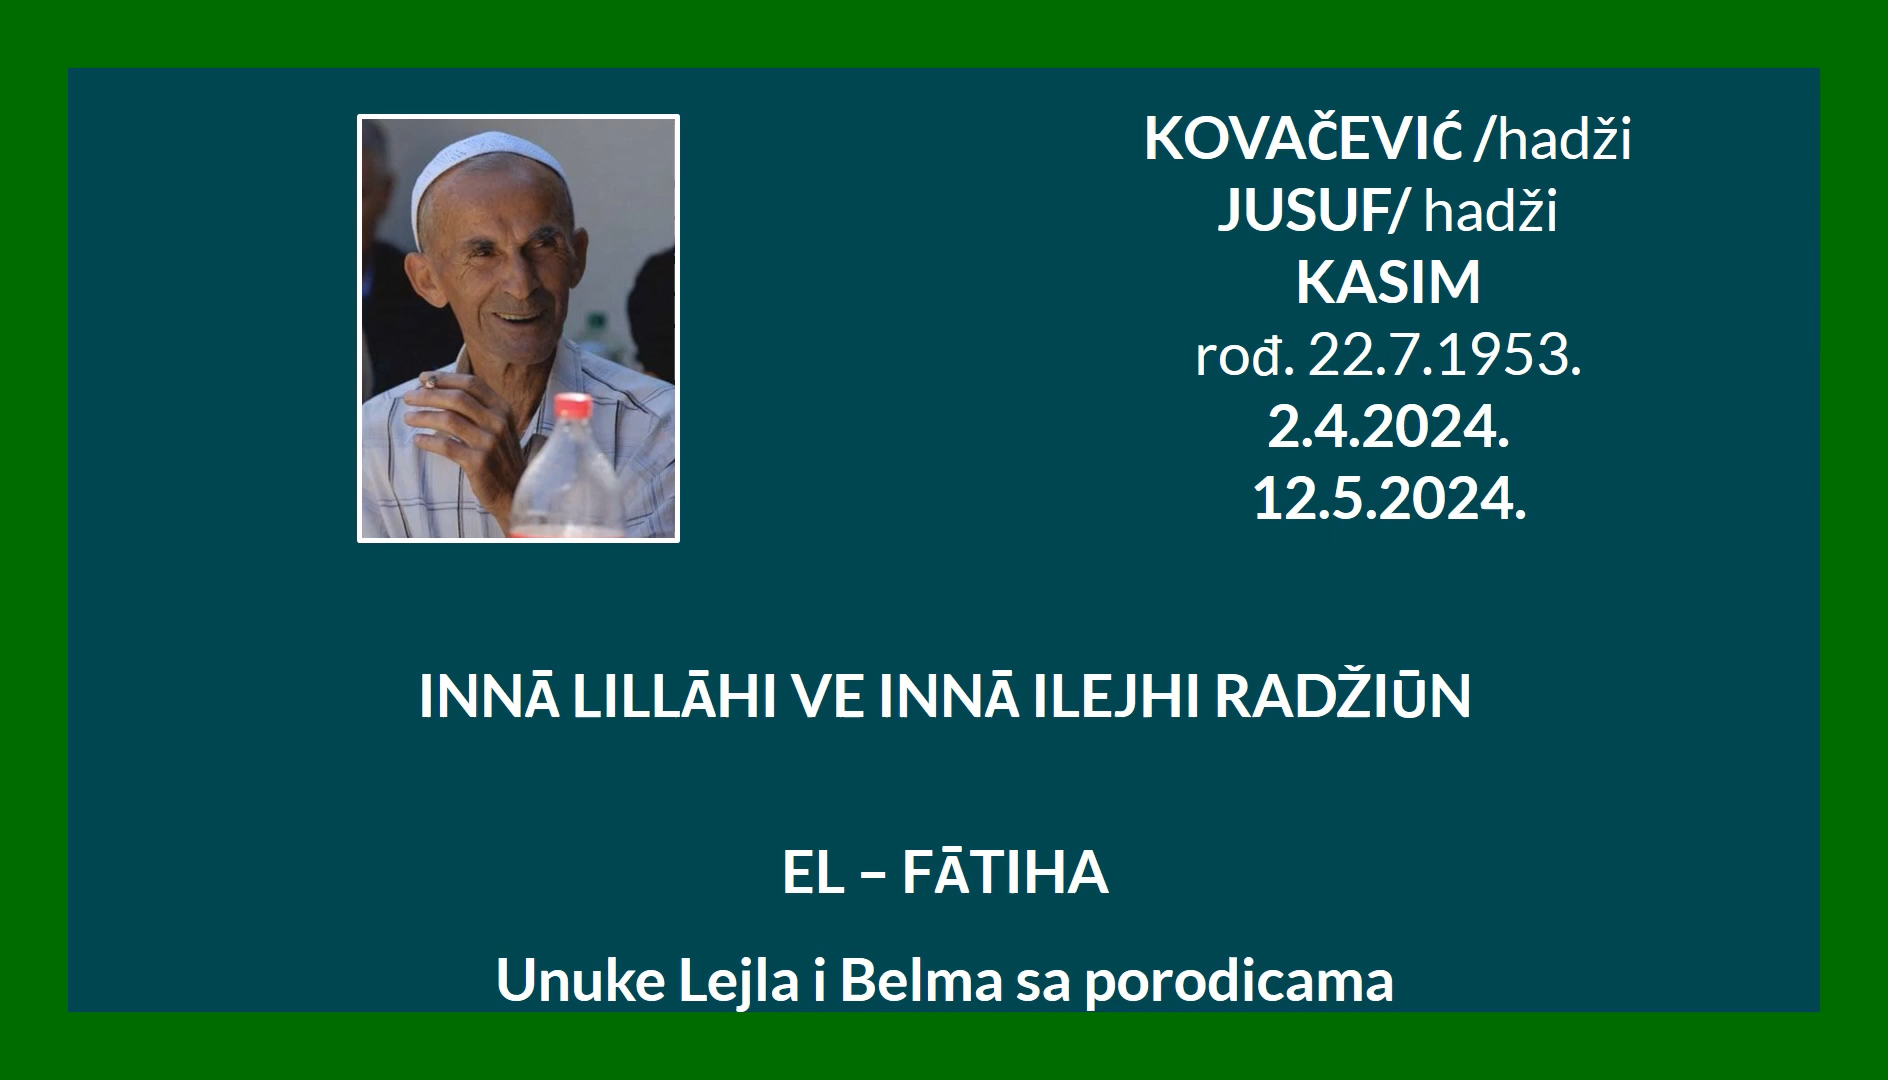 KOVAČEVIĆ /hadži
JUSUF/ hadži
KASIM
rođ. 22.7.1953.
2.4.2024.
12.5.2024.
INNĀ LILLĀHI VE INNĀ ILEJHI RADŽIŪN
EL – FĀTIHA
Unuke Lejla i Belma sa porodicama